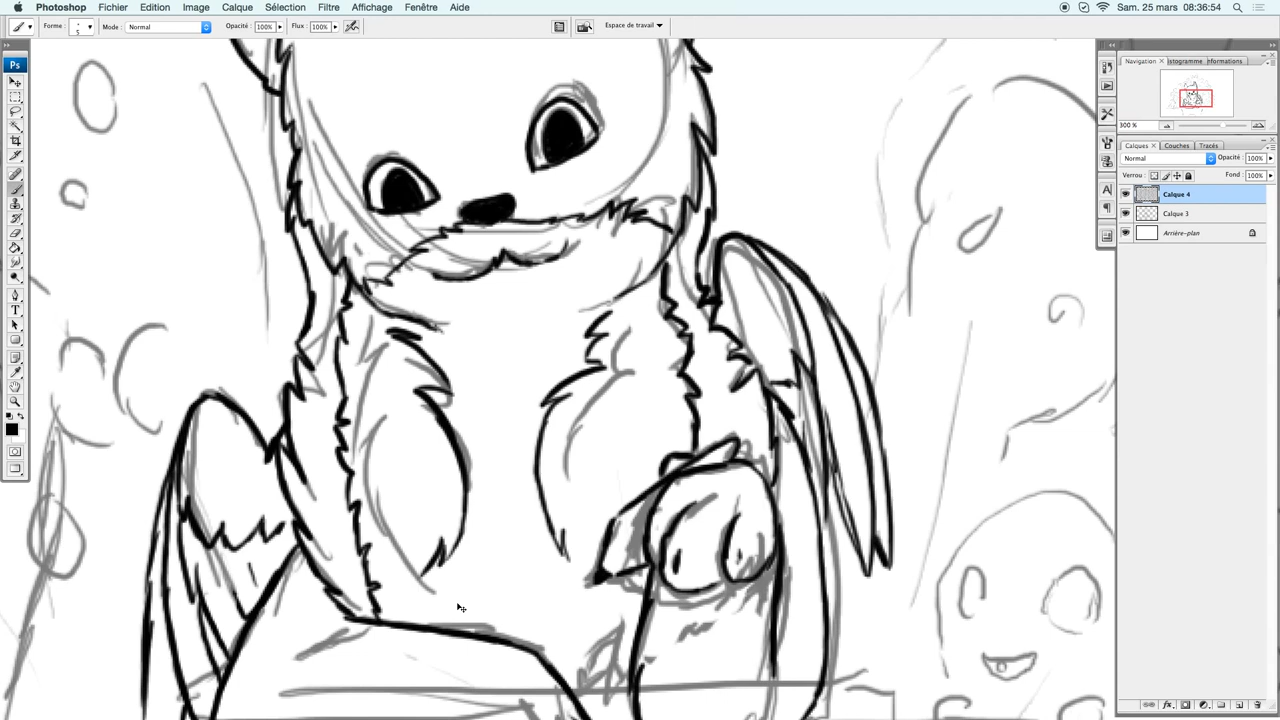 Photoshop Fichier Edition Image Calque Sélection Filtre Affichage Fenêtre Aide Sam. 25 mars 08:36:54
Forme : 5 Mode : Normal Opacité : 100% Flux : 100% Espace de travail
Ps
Navigation × istogramme nformations
300 %
Calques × Couches Tracés
Normal Opacité : 100%
Verrou : Fond : 100%
Calque 4
Calque 3
Arrière-plan